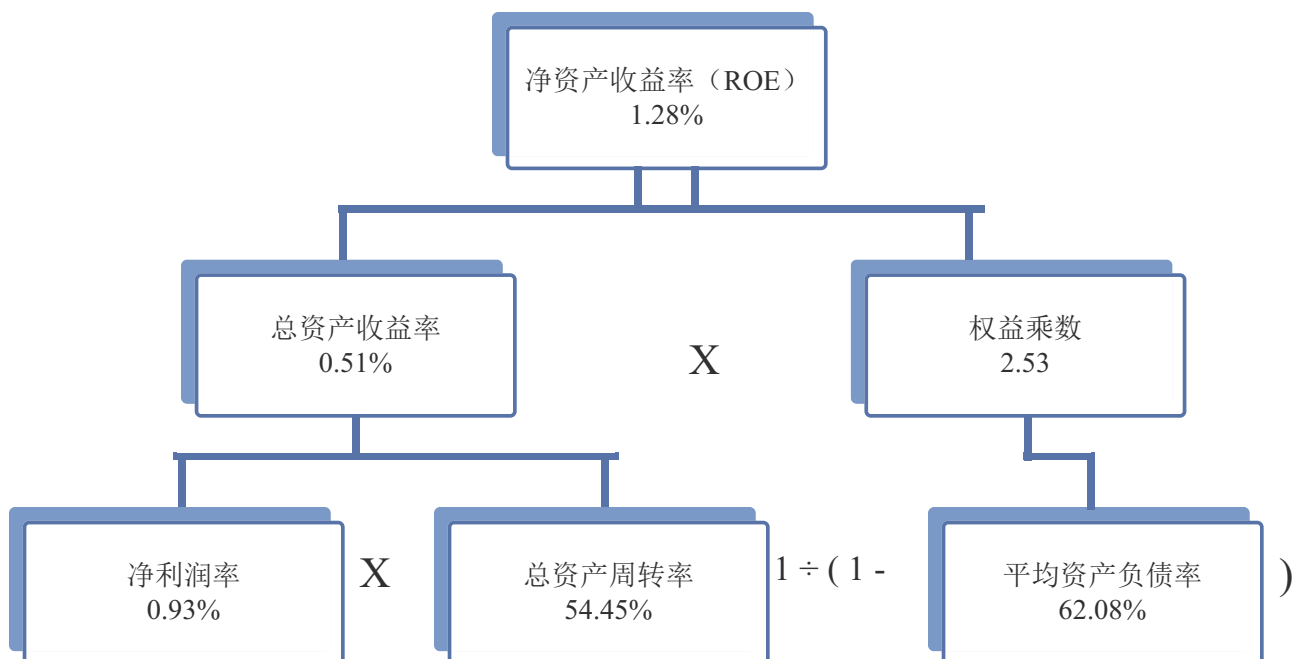 净资产收益率（ROE）
1.28%
总资产收益率
0.51%
X
权益乘数
2.53
净利润率
0.93%
X
总资产周转率
54.45%
1 ÷ ( 1 -
平均资产负债率
62.08%
)